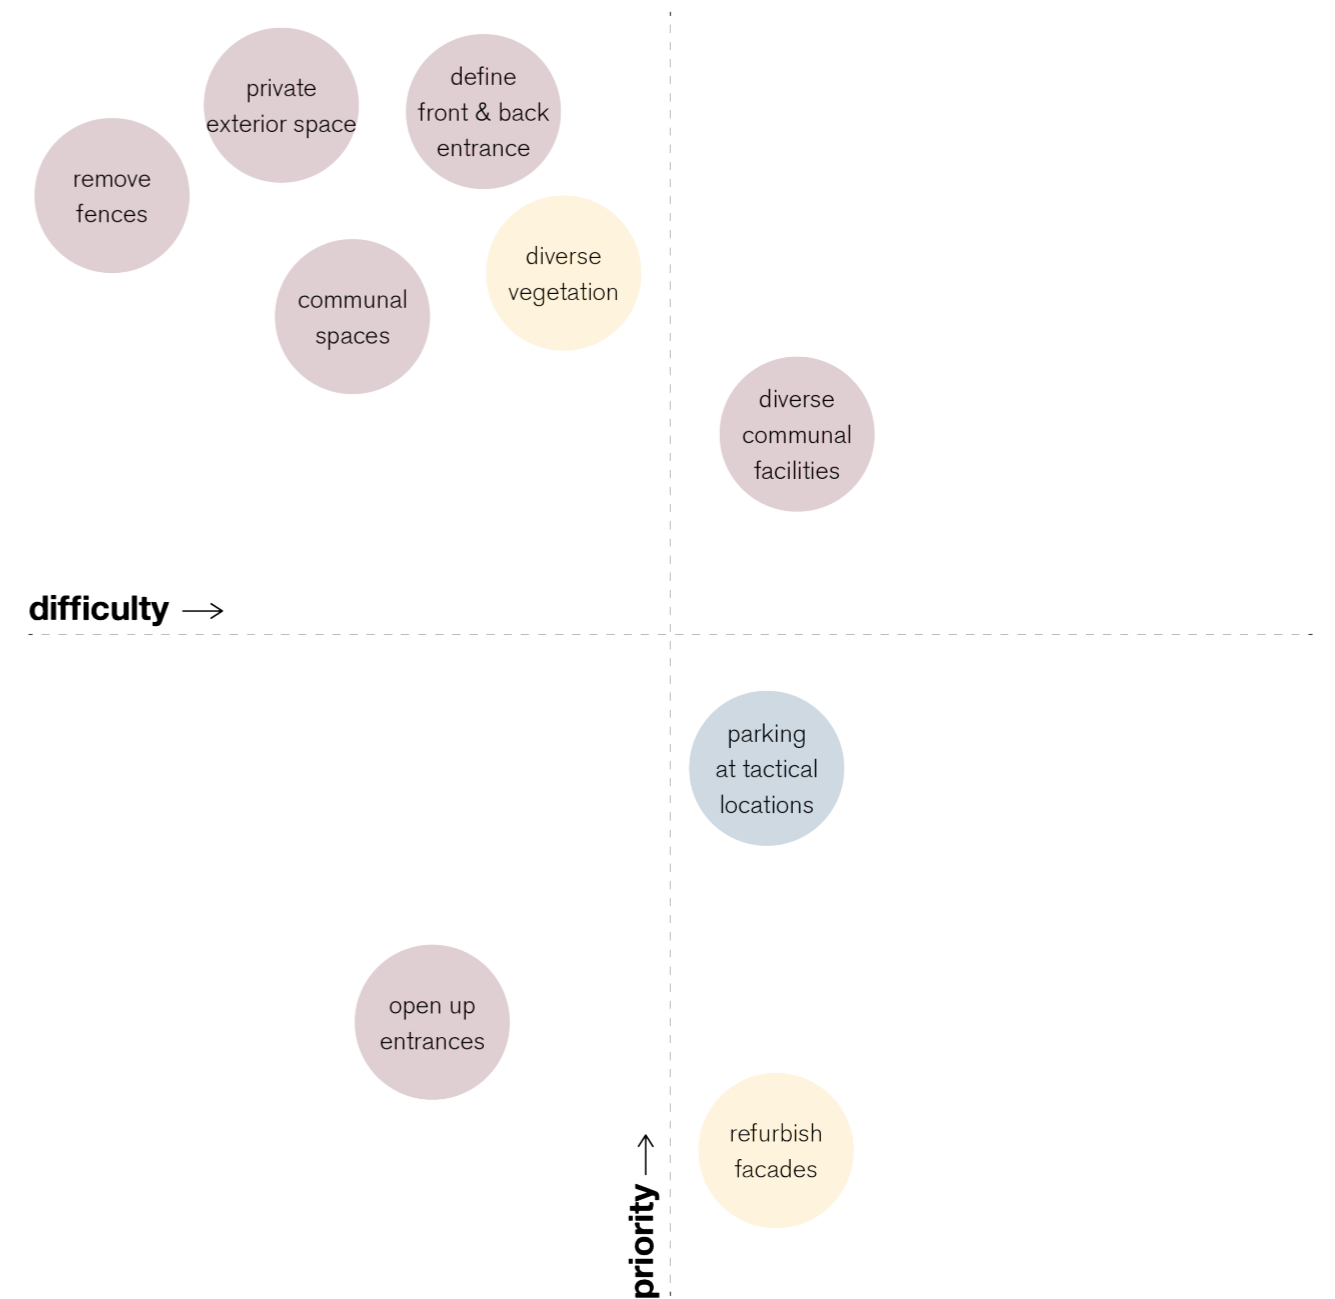 private
exterior space
define
front & back
entrance
remove
fences
diverse
vegetation
communal
spaces
diverse
communal
facilities
difficulty →
parking
at tactical
locations
open up
entrances
refurbish
facades
priority →